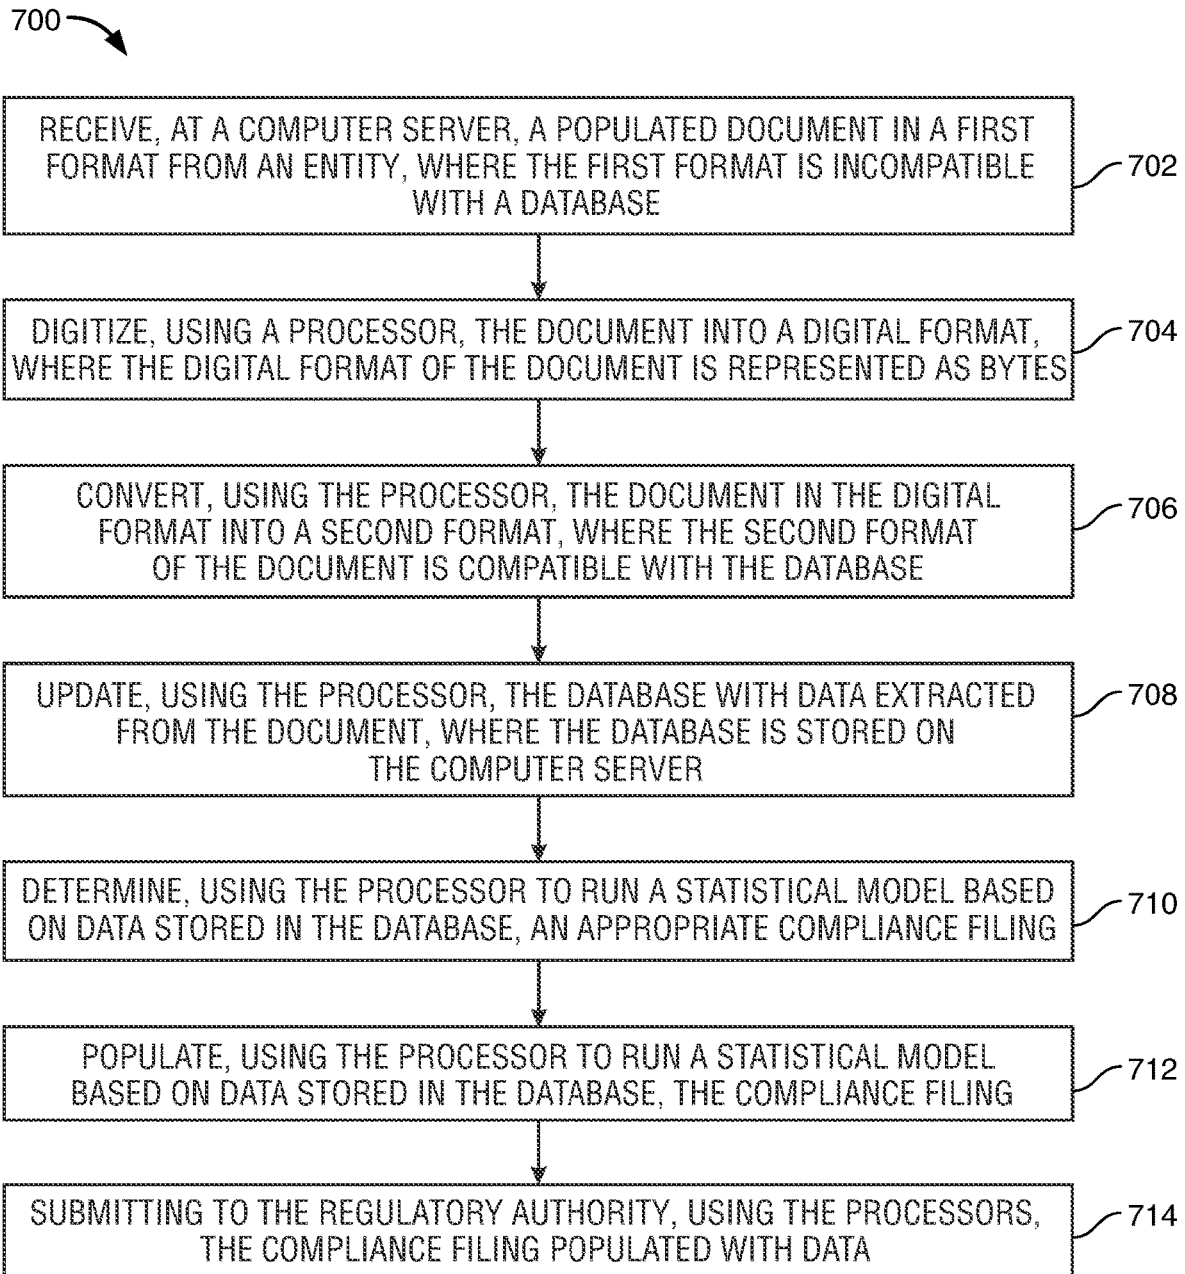 700
RECEIVE, AT A COMPUTER SERVER, A POPULATED DOCUMENT IN A FIRST
FORMAT FROM AN ENTITY, WHERE THE FIRST FORMAT IS INCOMPATIBLE
WITH A DATABASE
702
DIGITIZE, USING A PROCESSOR, THE DOCUMENT INTO A DIGITAL FORMAT,
WHERE THE DIGITAL FORMAT OF THE DOCUMENT IS REPRESENTED AS BYTES
704
CONVERT, USING THE PROCESSOR, THE DOCUMENT IN THE DIGITAL
FORMAT INTO A SECOND FORMAT, WHERE THE SECOND FORMAT
OF THE DOCUMENT IS COMPATIBLE WITH THE DATABASE
706
UPDATE, USING THE PROCESSOR, THE DATABASE WITH DATA EXTRACTED
FROM THE DOCUMENT, WHERE THE DATABASE IS STORED ON
THE COMPUTER SERVER
708
DETERMINE, USING THE PROCESSOR TO RUN A STATISTICAL MODEL BASED
ON DATA STORED IN THE DATABASE, AN APPROPRIATE COMPLIANCE FILING
710
POPULATE, USING THE PROCESSOR TO RUN A STATISTICAL MODEL
BASED ON DATA STORED IN THE DATABASE, THE COMPLIANCE FILING
712
SUBMITTING TO THE REGULATORY AUTHORITY, USING THE PROCESSORS,
THE COMPLIANCE FILING POPULATED WITH DATA
714